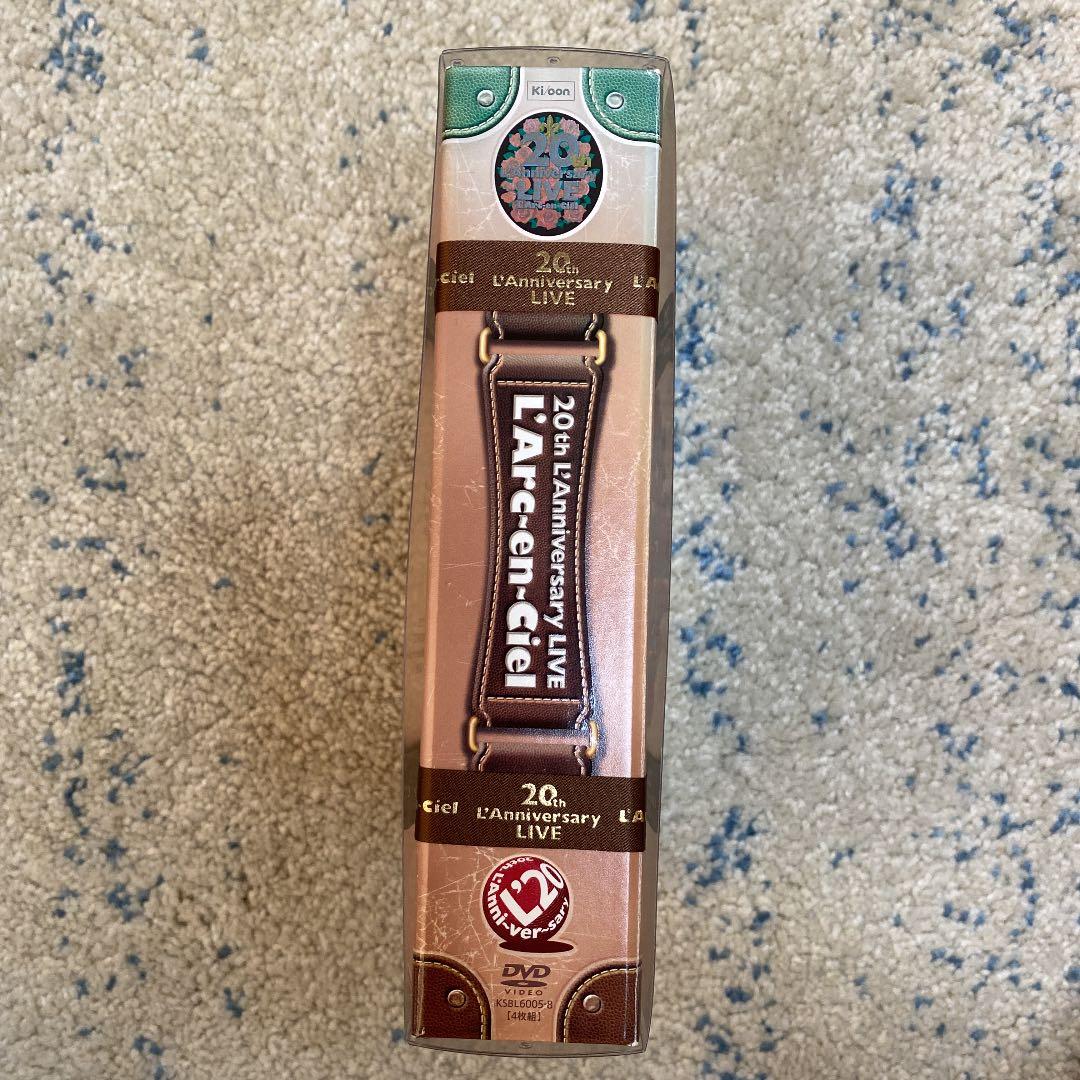 Ki/oon
20th
L'Anniversary
LIVE
L'Arc~en~Ciel
~Ciel
20th
L'Anniversary
LIVE
L'A
20th L'Anniversary LIVE
L'Arc~en~Ciel
~Ciel
20th
L'Anniversary
LIVE
L'A
L'20
20th L'Anni~ver~sary
DVD
VIDEO
KSBL6005-8
[4枚組]